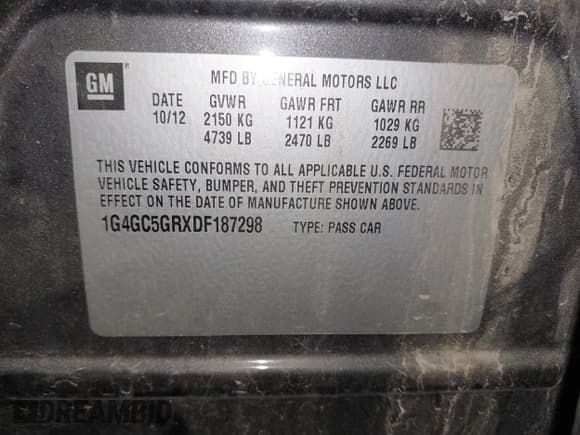 GM ®
MFD BY GENERAL MOTORS LLC
DATE GVWR GAWR FRT GAWR RR
10/12 2150 KG 1121 KG 1029 KG
4739 LB 2470 LB 2269 LB
THIS VEHICLE CONFORMS TO ALL APPLICABLE U.S. FEDERAL MOTOR
VEHICLE SAFETY, BUMPER, AND THEFT PREVENTION STANDARDS IN
EFFECT ON THE DATE OF MANUFACTURE SHOWN ABOVE.
1G4GC5GRXDF187298 TYPE: PASS CAR
DREAMBID